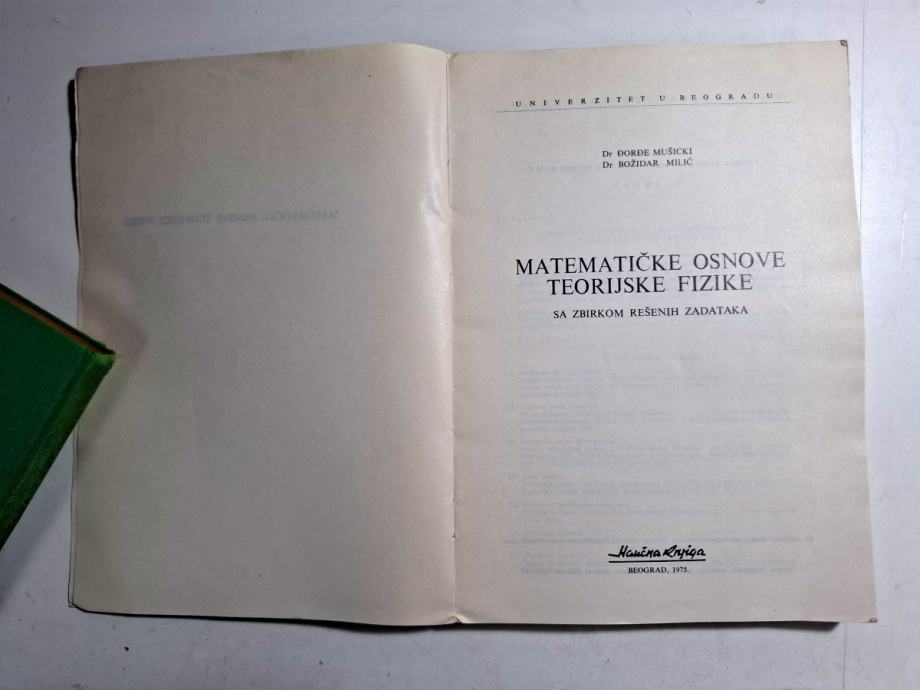 UNIVERZITET U BEOGRADU
Dr ĐORĐE MUŠICKI
Dr BOŽIDAR MILIĆ
MATEMATIČKE OSNOVE
TEORIJSKE FIZIKE
SA ZBIRKOM REŠENIH ZADATAKA
Naučna Knjiga
BEOGRAD, 1975.